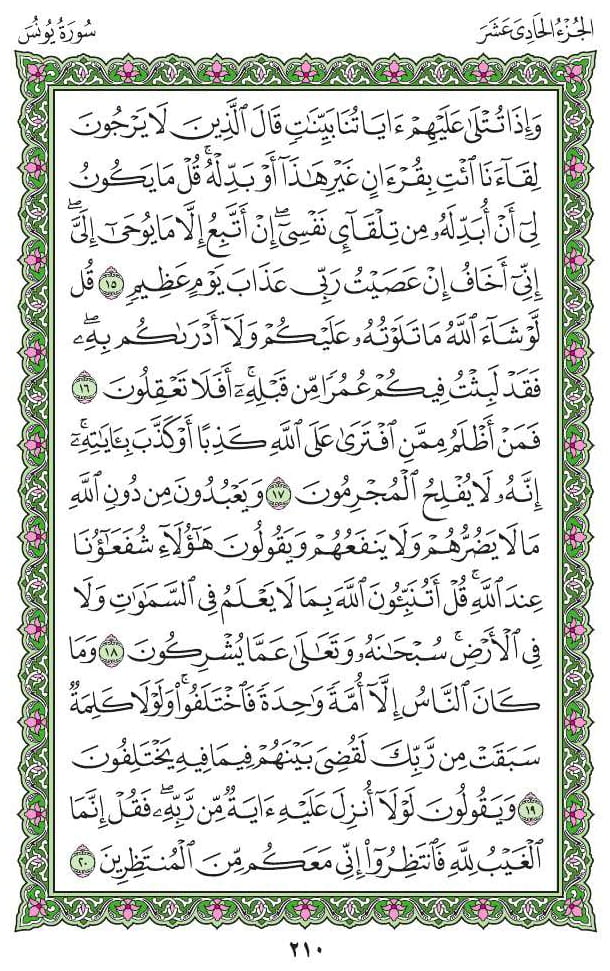 الجُزْءُ الحَادِي عَشَرَ
سُورَةُ يُونُسَ
وَإِذَا تُتْلَىٰ عَلَيْهِمْ ءَايَاتُنَا بَيِّنَٰتٍ قَالَ ٱلَّذِينَ لَا يَرْجُونَ
لِقَآءَنَا ٱئْتِ بِقُرْءَانٍ غَيْرِ هَٰذَآ أَوْ بَدِّلْهُ ۚ قُلْ مَا يَكُونُ
لِىٓ أَنْ أُبَدِّلَهُۥ مِن تِلْقَآئِ نَفْسِىٓ ۖ إِنْ أَتَّبِعُ إِلَّا مَا يُوحَىٰٓ إِلَىَّ ۖ
إِنِّىٓ أَخَافُ إِنْ عَصَيْتُ رَبِّى عَذَابَ يَوْمٍ عَظِيمٍ ١٥ قُل
لَّوْ شَآءَ ٱللَّهُ مَا تَلَوْتُهُۥ عَلَيْكُمْ وَلَآ أَدْرَىٰكُم بِهِۦ ۖ
فَقَدْ لَبِثْتُ فِيكُمْ عُمُرًا مِّن قَبْلِهِۦٓ ۚ أَفَلَا تَعْقِلُونَ ١٦
فَمَنْ أَظْلَمُ مِمَّنِ ٱفْتَرَىٰ عَلَى ٱللَّهِ كَذِبًا أَوْ كَذَّبَ بِـَٔايَٰتِهِۦٓ ۚ
إِنَّهُۥ لَا يُفْلِحُ ٱلْمُجْرِمُونَ ١٧ وَيَعْبُدُونَ مِن دُونِ ٱللَّهِ
مَا لَا يَضُرُّهُمْ وَلَا يَنفَعُهُمْ وَيَقُولُونَ هَٰٓؤُلَآءِ شُفَعَٰٓؤُنَا
عِندَ ٱللَّهِ ۚ قُلْ أَتُنَبِّـُٔونَ ٱللَّهَ بِمَا لَا يَعْلَمُ فِى ٱلسَّمَٰوَٰتِ وَلَا
فِى ٱلْأَرْضِ ۚ سُبْحَٰنَهُۥ وَتَعَٰلَىٰ عَمَّا يُشْرِكُونَ ١٨ وَمَا
كَانَ ٱلنَّاسُ إِلَّآ أُمَّةً وَٰحِدَةً فَٱخْتَلَفُوا۟ ۚ وَلَوْلَا كَلِمَةٌ
سَبَقَتْ مِن رَّبِّكَ لَقُضِىَ بَيْنَهُمْ فِيمَا فِيهِ يَخْتَلِفُونَ
١٩ وَيَقُولُونَ لَوْلَآ أُنزِلَ عَلَيْهِ ءَايَةٌ مِّن رَّبِّهِۦ ۖ فَقُلْ إِنَّمَا
ٱلْغَيْبُ لِلَّهِ فَٱنتَظِرُوٓا۟ إِنِّى مَعَكُم مِّنَ ٱلْمُنتَظِرِينَ ٢٠
٢١٠